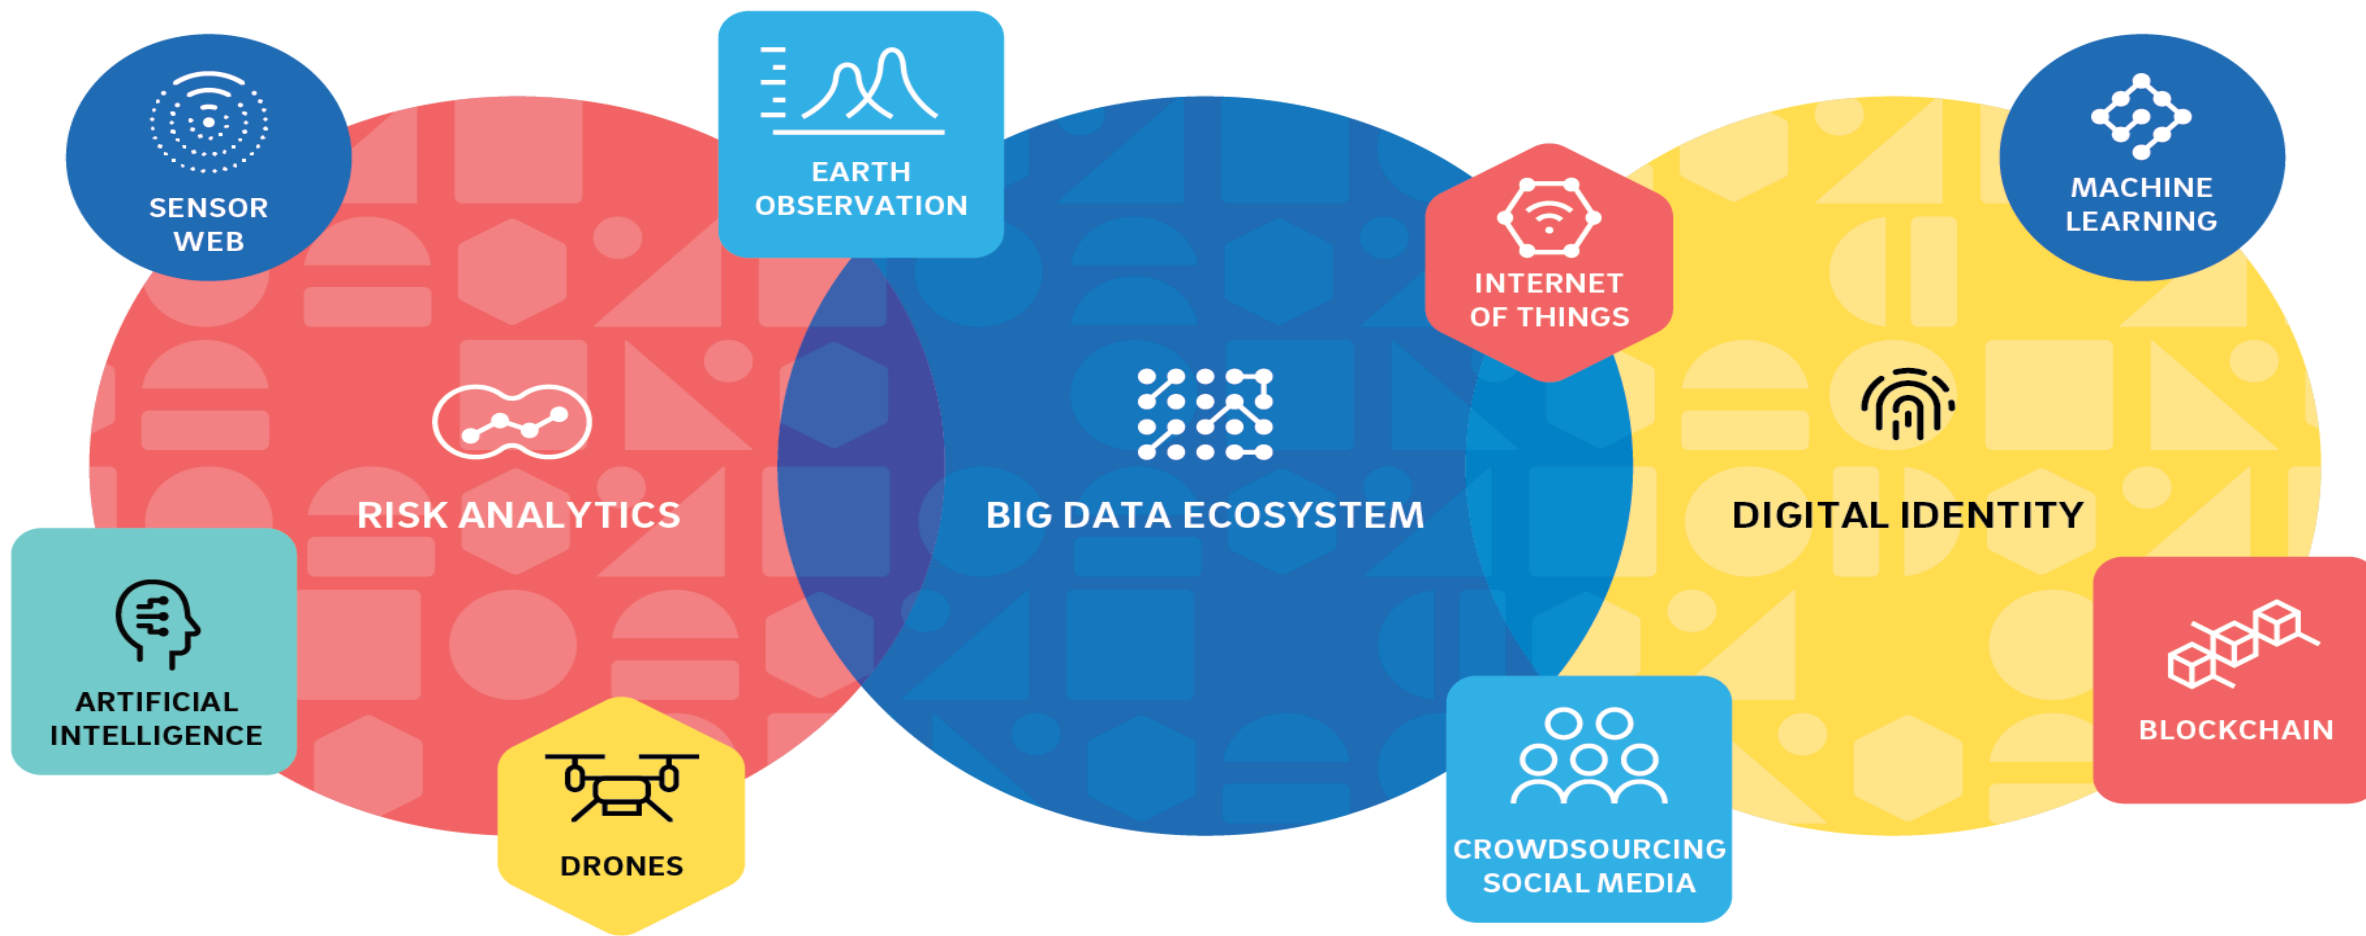 SENSOR
WEB
EARTH
OBSERVATION
INTERNET
OF THINGS
MACHINE
LEARNING
RISK ANALYTICS
BIG DATA ECOSYSTEM
DIGITAL IDENTITY
ARTIFICIAL
INTELLIGENCE
DRONES
CROWDSOURCING
SOCIAL MEDIA
BLOCKCHAIN